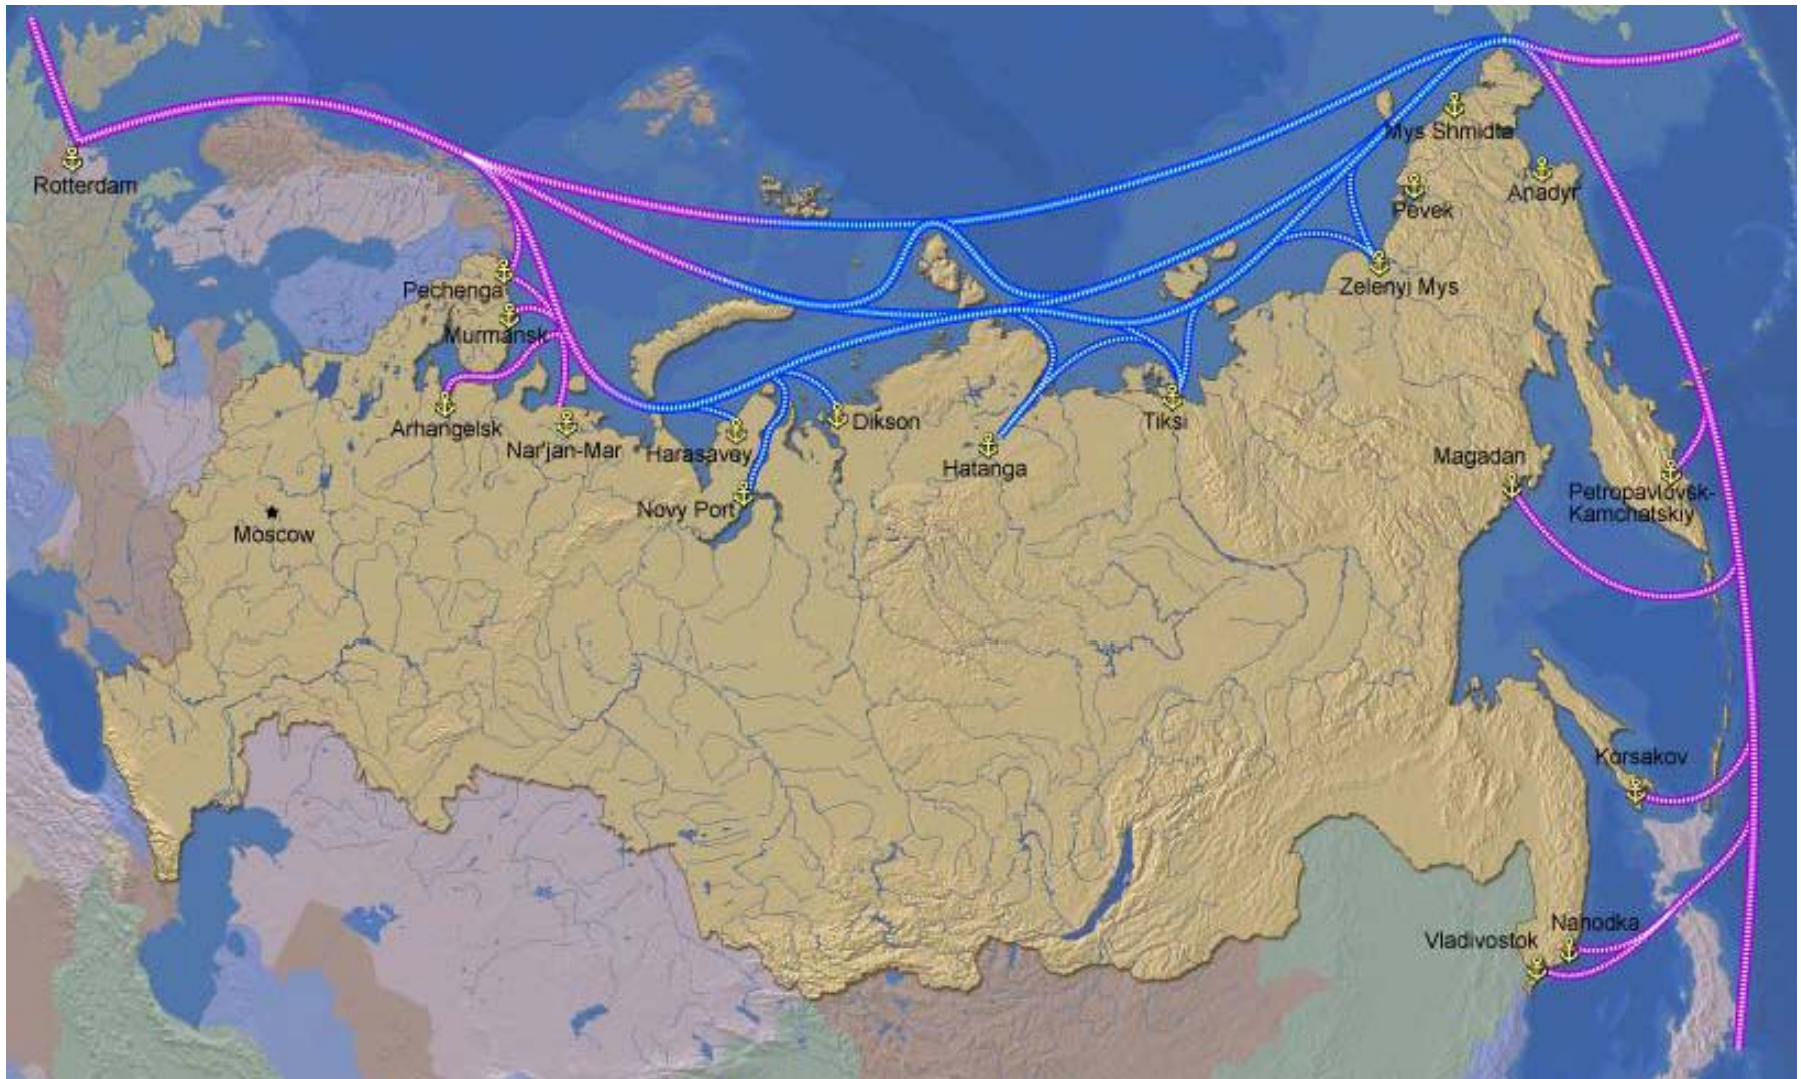 Mys Shmidta
Rotterdam
Anadyr'
Pevek
Pechenga
Zelenyi Mys
Murmansk
Arhangelsk
Dikson
Tiksi
Nar'jan-Mar
Harasavey
Magadan
Hatanga
Novy Port
Petropavlovsk-
Kamchatskiy
Moscow
Korsakov
Nahodka
Vladivostok